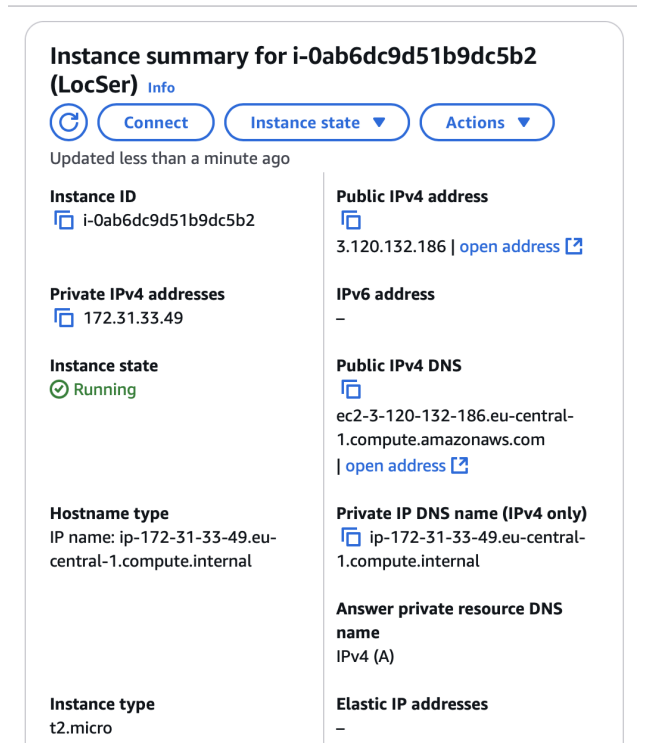 Instance summary for i-0ab6dc9d51b9dc5b2
(LocSer) Info
Connect
Instance state
Actions
Updated less than a minute ago
Instance ID
i-0ab6dc9d51b9dc5b2
Public IPv4 address
3.120.132.186 | open address
Private IPv4 addresses
172.31.33.49
IPv6 address
–
Instance state
Running
Public IPv4 DNS
ec2-3-120-132-186.eu-central-
1.compute.amazonaws.com
| open address
Hostname type
IP name: ip-172-31-33-49.eu-
central-1.compute.internal
Private IP DNS name (IPv4 only)
ip-172-31-33-49.eu-central-
1.compute.internal
Answer private resource DNS
name
IPv4 (A)
Instance type
t2.micro
Elastic IP addresses
–